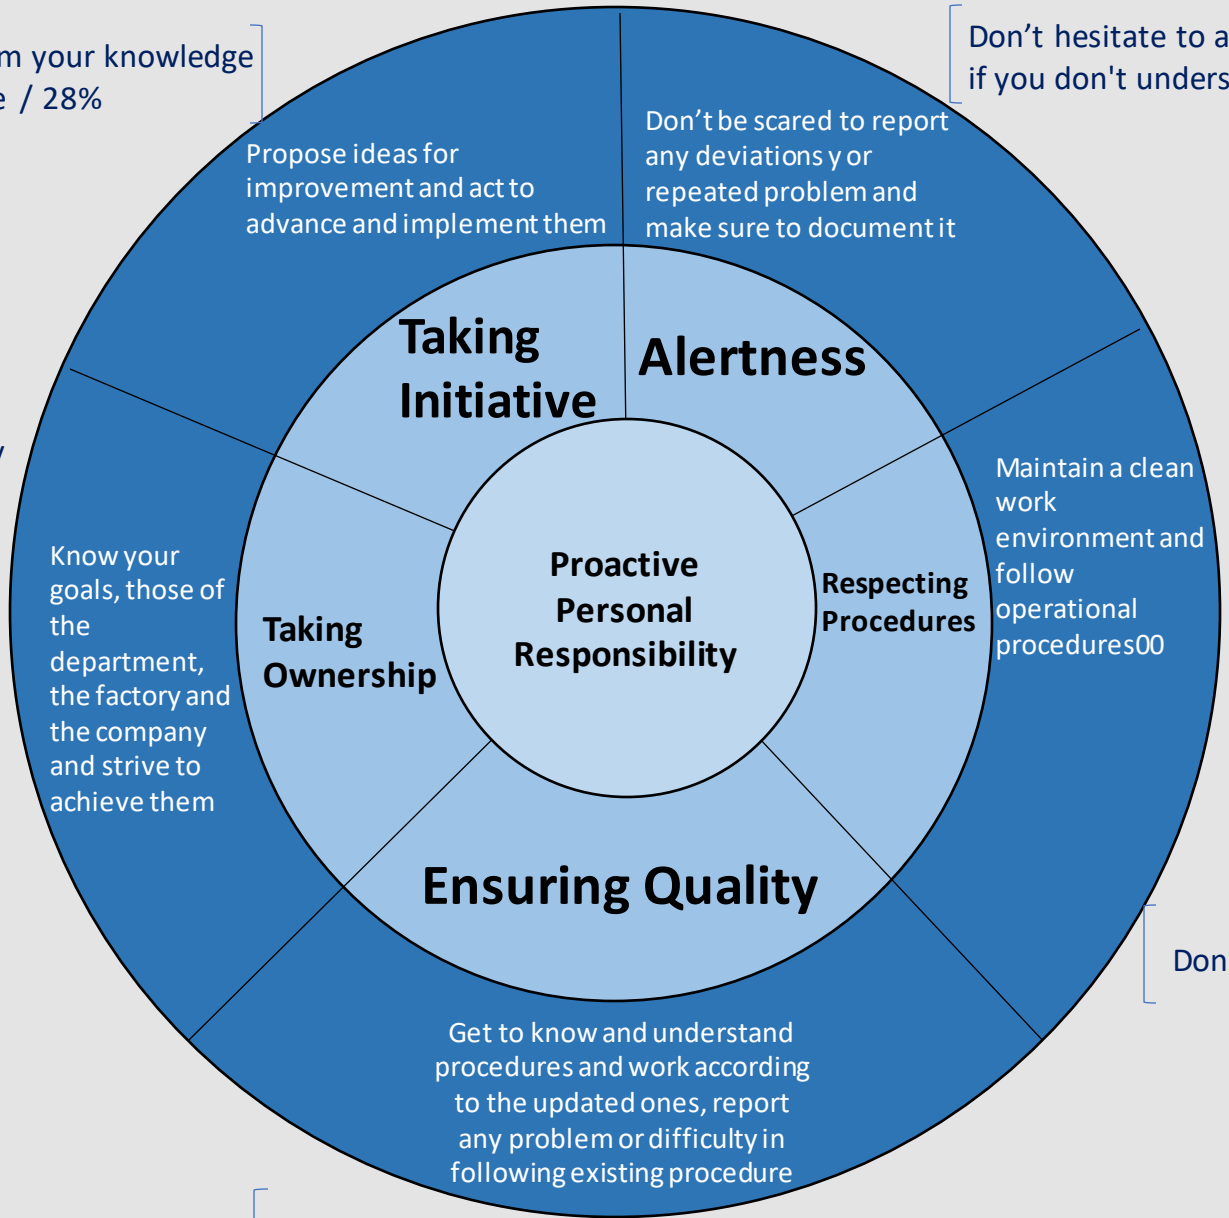 m your knowledge
/ 28%
Don't hesitate to a
if you don't unders
Propose ideas for
improvement and act to
advance and implement them
Don't be scared to report
any deviations y or
repeated problem and
make sure to document it
Taking
Initiative
Alertness
Maintain a clean
work
environment and
follow
operational
procedures00
Know your
goals, those of
the
department,
the factory and
the company
and strive to
achieve them
Taking
Ownership
Proactive
Personal
Responsibility
Respecting
Procedures
Ensuring Quality
Don
Get to know and understand
procedures and work according
to the updated ones, report
any problem or difficulty in
following existing procedure